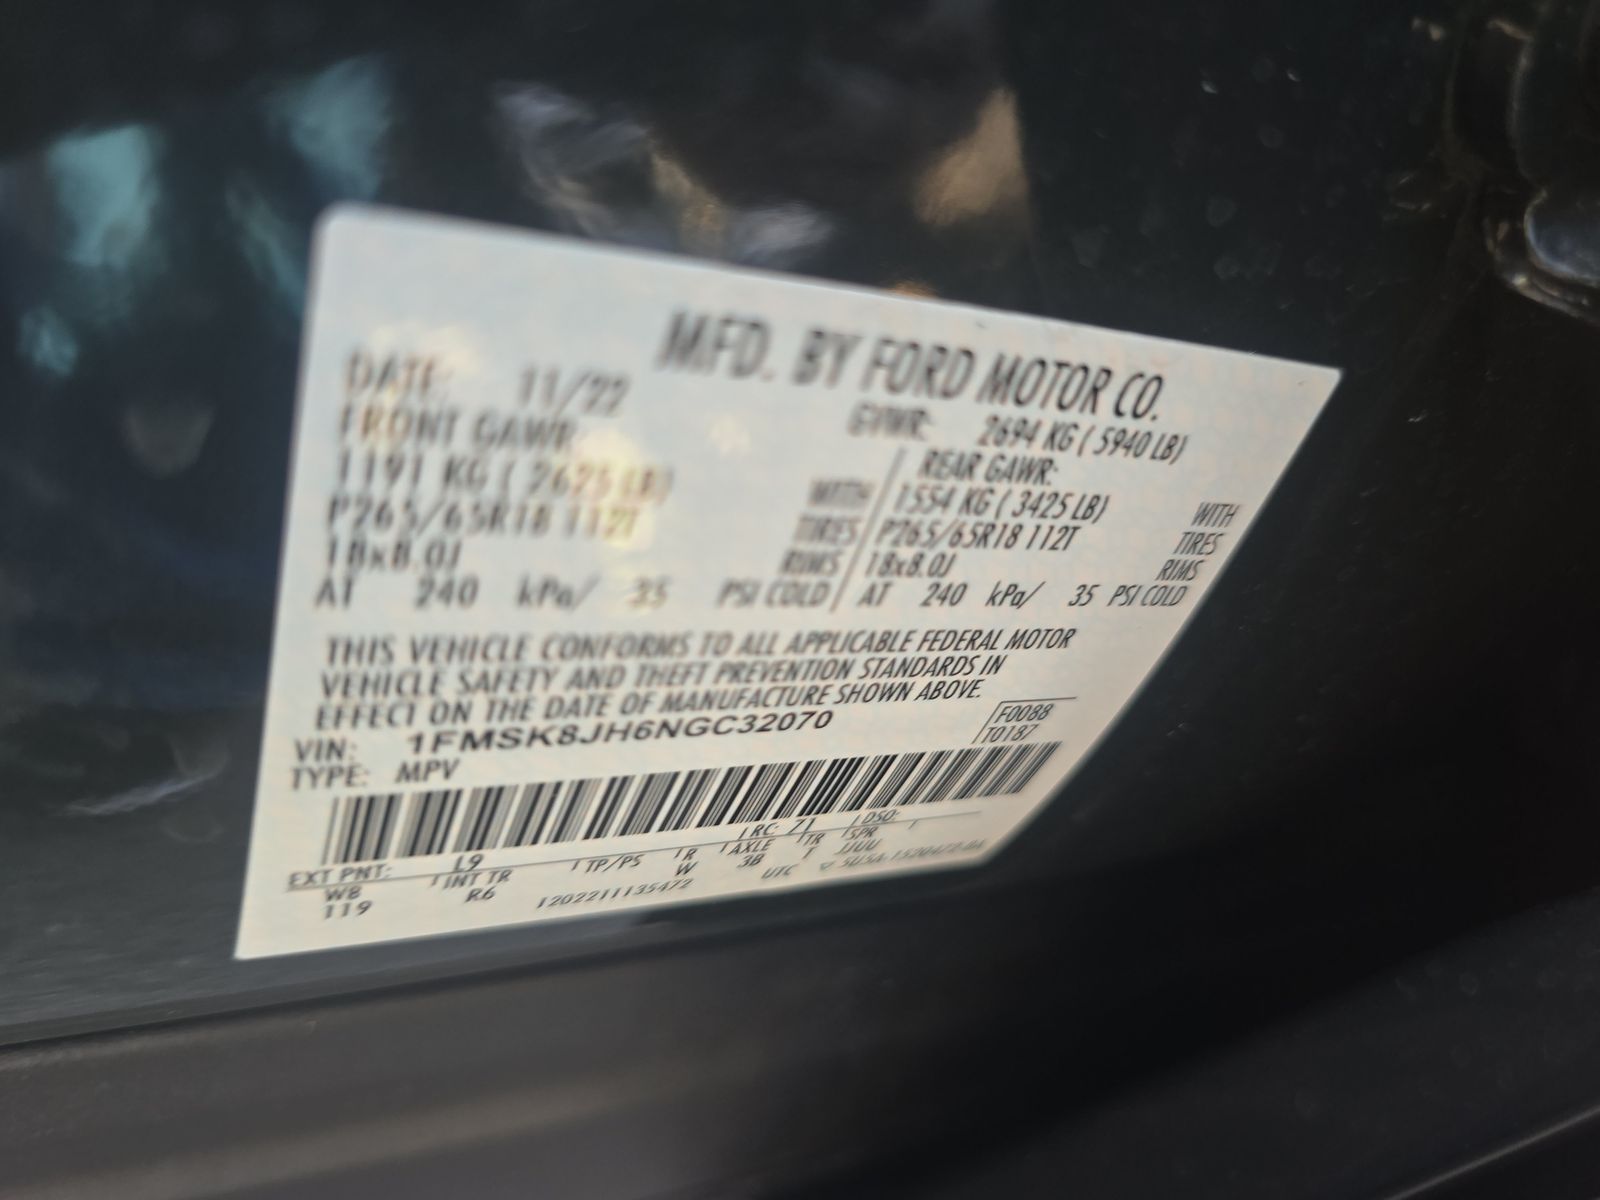 MFD. BY FORD MOTOR CO.
DATE: 11/22 GVWR: 2694 KG ( 5940 LB)
FRONT GAWR: REAR GAWR:
1191 KG ( 2625 LB) WITH 1554 KG ( 3425 LB) WITH
P265/65R18 112T TIRES P265/65R18 112T TIRES
18x8.0J RIMS 18x8.0J RIMS
AT 240 kPa/ 35 PSI COLD AT 240 kPa/ 35 PSI COLD
THIS VEHICLE CONFORMS TO ALL APPLICABLE FEDERAL MOTOR
VEHICLE SAFETY AND THEFT PREVENTION STANDARDS IN
EFFECT ON THE DATE OF MANUFACTURE SHOWN ABOVE.
VIN: 1FMSK8JH6NGC32070 F0088
TYPE: MPV T0187
EXT PNT: L9 RC: 71 DSO:
W8 INT TR TP/PS R AXLE TR SPR
119 R6 W 3B T JJUU
1202211135472 UTC